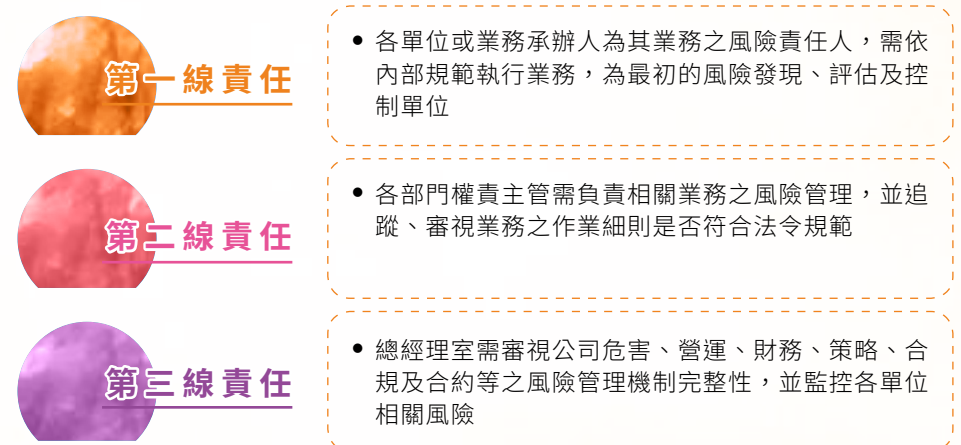 第一線責任
• 各單位或業務承辦人為其業務之風險責任人，需依
內部規範執行業務，為最初的風險發現、評估及控
制單位
第二線責任
• 各部門權責主管需負責相關業務之風險管理，並追
蹤、審視業務之作業細則是否符合法令規範
第三線責任
• 總經理室需審視公司危害、營運、財務、策略、合
規及合約等之風險管理機制完整性，並監控各單位
相關風險